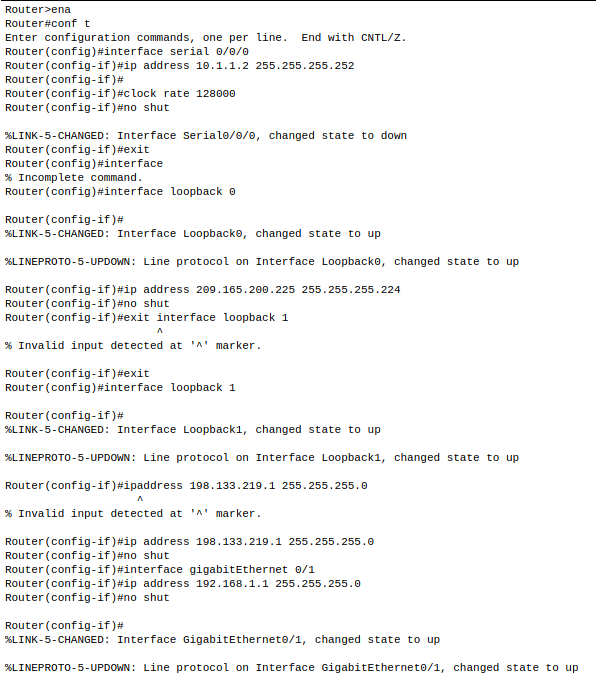 Router>ena
Router#conf t
Enter configuration commands, one per line.  End with CNTL/Z.
Router(config)#interface serial 0/0/0
Router(config-if)#ip address 10.1.1.2 255.255.255.252
Router(config-if)#
Router(config-if)#clock rate 128000
Router(config-if)#no shut

%LINK-5-CHANGED: Interface Serial0/0/0, changed state to down
Router(config-if)#exit
Router(config)#interface
% Incomplete command.
Router(config)#interface loopback 0

Router(config-if)#
%LINK-5-CHANGED: Interface Loopback0, changed state to up

%LINEPROTO-5-UPDOWN: Line protocol on Interface Loopback0, changed state to up

Router(config-if)#ip address 209.165.200.225 255.255.255.224
Router(config-if)#no shut
Router(config-if)#exit interface loopback 1
                       ^
% Invalid input detected at '^' marker.

Router(config-if)#exit
Router(config)#interface loopback 1

Router(config-if)#
%LINK-5-CHANGED: Interface Loopback1, changed state to up

%LINEPROTO-5-UPDOWN: Line protocol on Interface Loopback1, changed state to up

Router(config-if)#ipaddress 198.133.219.1 255.255.255.0
                    ^
% Invalid input detected at '^' marker.

Router(config-if)#ip address 198.133.219.1 255.255.255.0
Router(config-if)#no shut
Router(config-if)#interface gigabitEthernet 0/1
Router(config-if)#ip address 192.168.1.1 255.255.255.0
Router(config-if)#no shut

Router(config-if)#
%LINK-5-CHANGED: Interface GigabitEthernet0/1, changed state to up

%LINEPROTO-5-UPDOWN: Line protocol on Interface GigabitEthernet0/1, changed state to up